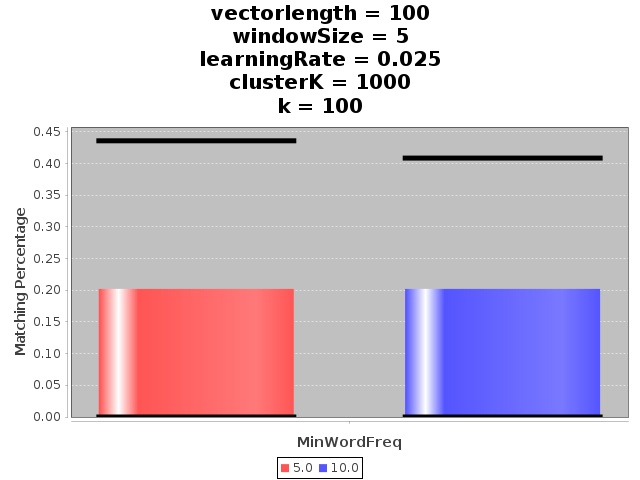 vectorlength = 100
windowSize = 5
learningRate = 0.025
clusterK = 1000
k = 100
0.45
0.40
0.35
0.30
0.25
0.20
0.15
0.10
0.05
0.00
Matching Percentage
MinWordFreq
5.0 10.0